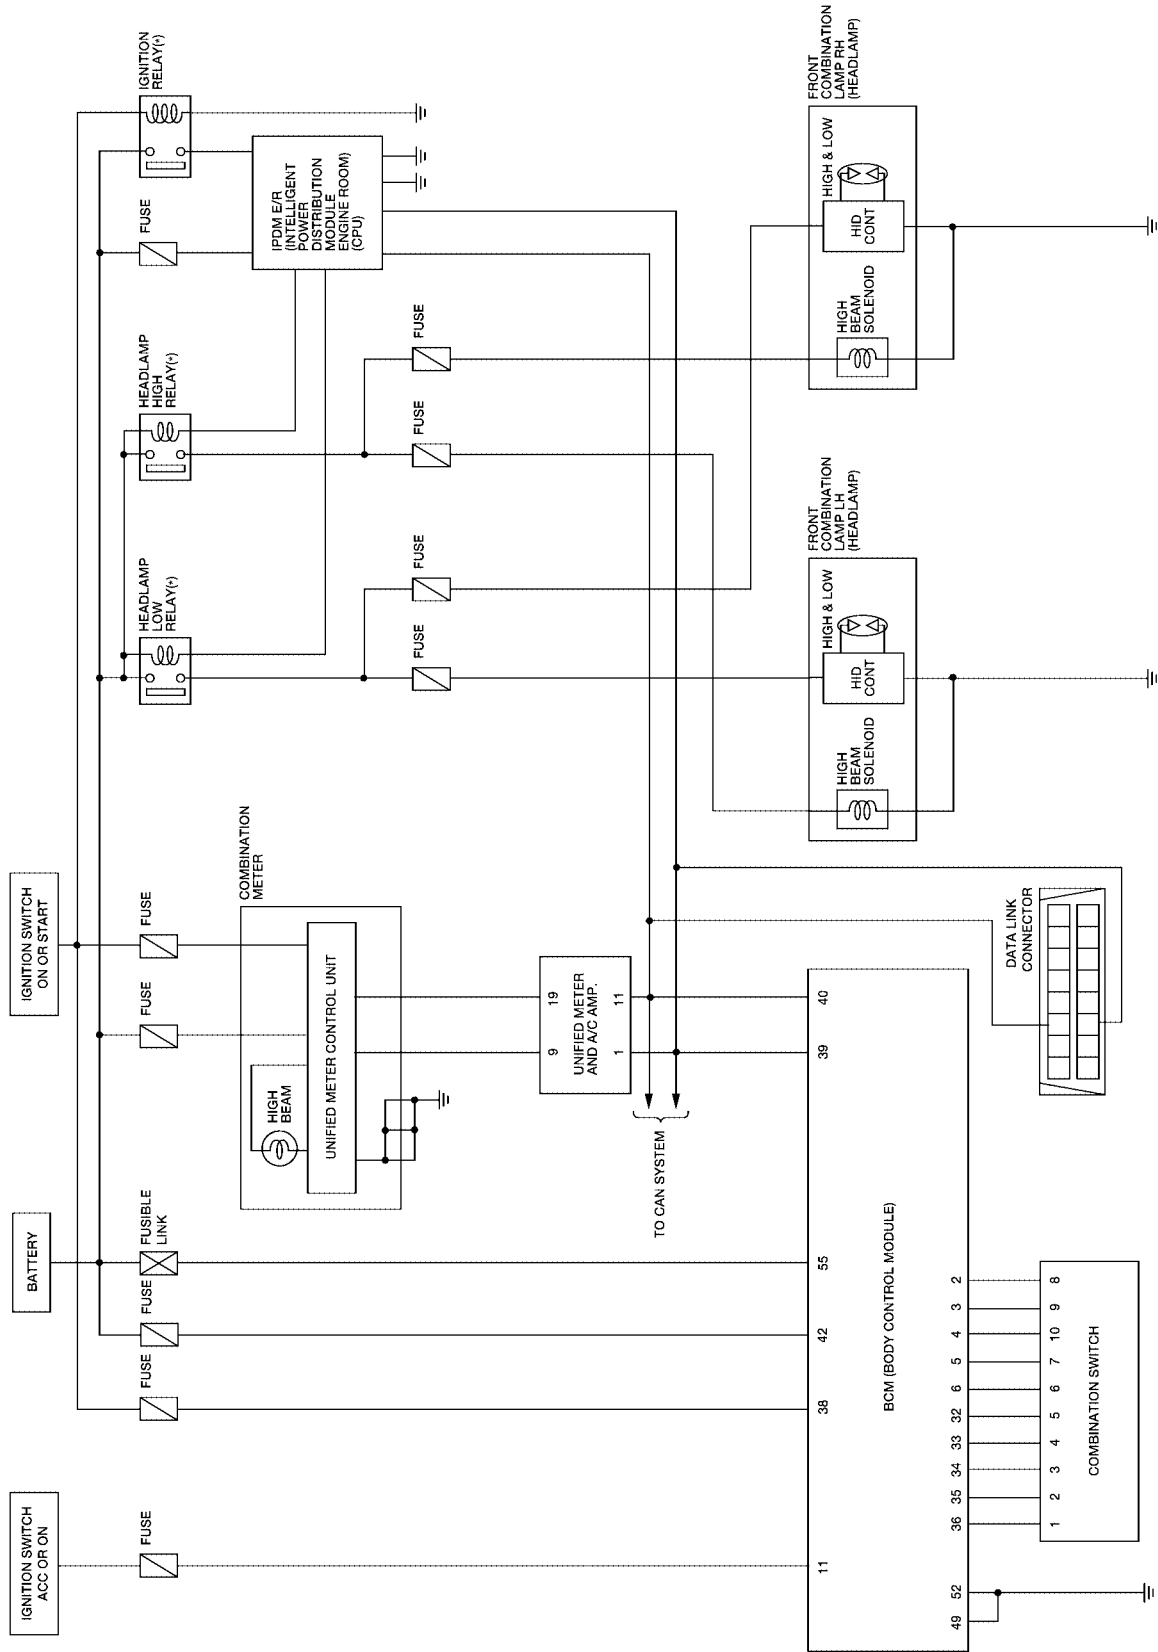 IGNITION SWITCH
ACC OR ON
BATTERY
IGNITION SWITCH
ON OR START
FUSE
FUSE
FUSE
FUSIBLE
LINK
FUSE
FUSE
HEADLAMP
LOW
RELAY(*)
HEADLAMP
HIGH
RELAY(*)
FUSE
IGNITION
RELAY(*)
COMBINATION
METER
HIGH
BEAM
UNIFIED METER CONTROL UNIT
IPDM E/R
(INTELLIGENT
POWER
DISTRIBUTION
MODULE
ENGINE ROOM)
(CPU)
FUSE
FUSE
FUSE
FUSE
9
19
UNIFIED METER
AND A/C AMP.
1
11
TO CAN SYSTEM
11
38
42
55
39
40
BCM (BODY CONTROL MODULE)
49
52
36
35
34
33
32
6
5
4
3
2
1
2
3
4
5
6
7
10
9
8
COMBINATION SWITCH
DATA LINK
CONNECTOR
FRONT
COMBINATION
LAMP LH
(HEADLAMP)
HIGH
BEAM
SOLENOID
HIGH & LOW
HID
CONT
FRONT
COMBINATION
LAMP RH
(HEADLAMP)
HIGH
BEAM
SOLENOID
HIGH & LOW
HID
CONT